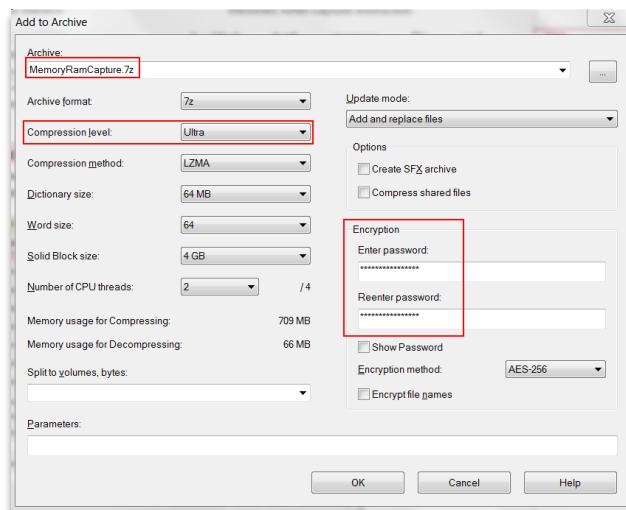 Add to Archive
Archive:
MemoryRamCapture.7z
...
Archive format: 7z
Compression level: Ultra
Compression method: LZMA
Dictionary size: 64 MB
Word size: 64
Solid Block size: 4 GB
Number of CPU threads: 2 / 4
Memory usage for Compressing: 709 MB
Memory usage for Decompressing: 66 MB
Split to volumes, bytes:
Update mode:
Add and replace files
Options
Create SFX archive
Compress shared files
Encryption
Enter password:
****************
Reenter password:
****************
Show Password
Encryption method: AES-256
Encrypt file names
Parameters:
OK Cancel Help